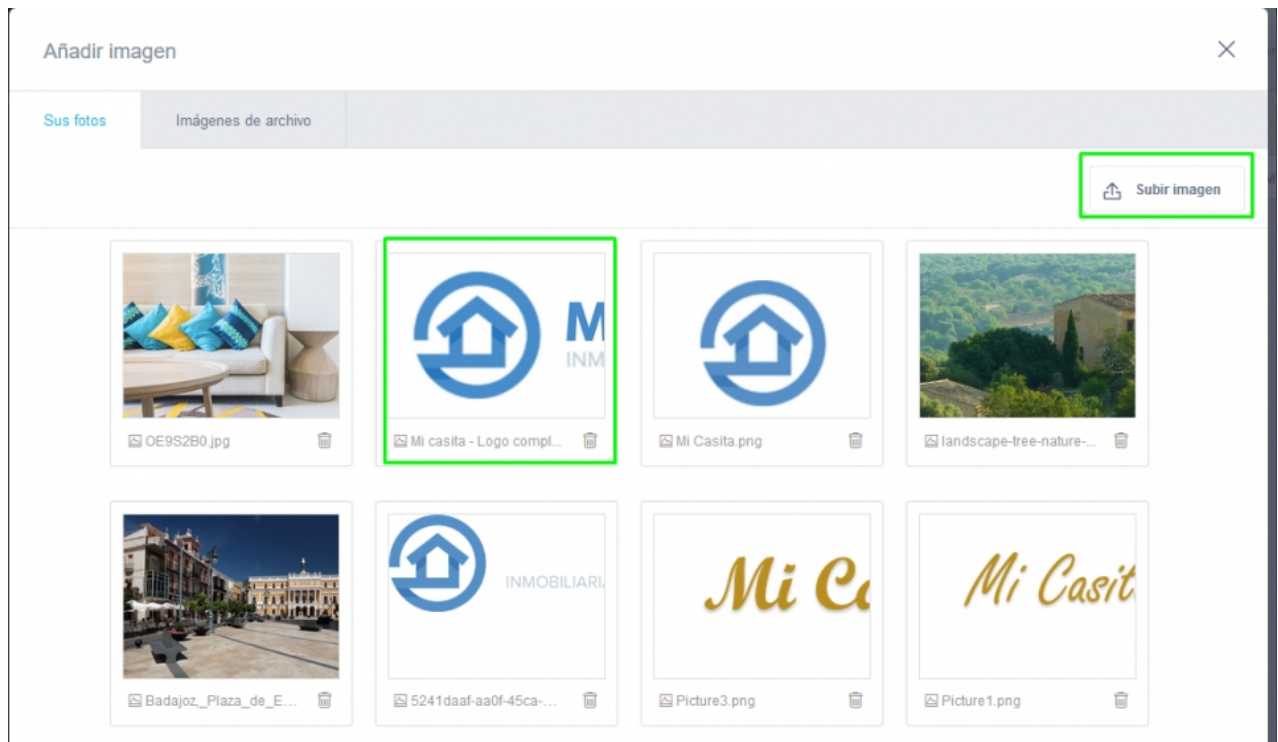 Añadir imagen
Sus fotos
Imágenes de archivo
Subir imagen
M
INM
OE9S2B0.jpg
Mi casita - Logo compl...
Mi Casita.png
landscape-tree-nature-...
INMOBILIARI
Mi C
Mi Casit
Badajoz,_Plaza_de_E...
5241daaf-aa0f-45ca-...
Picture3.png
Picture1.png